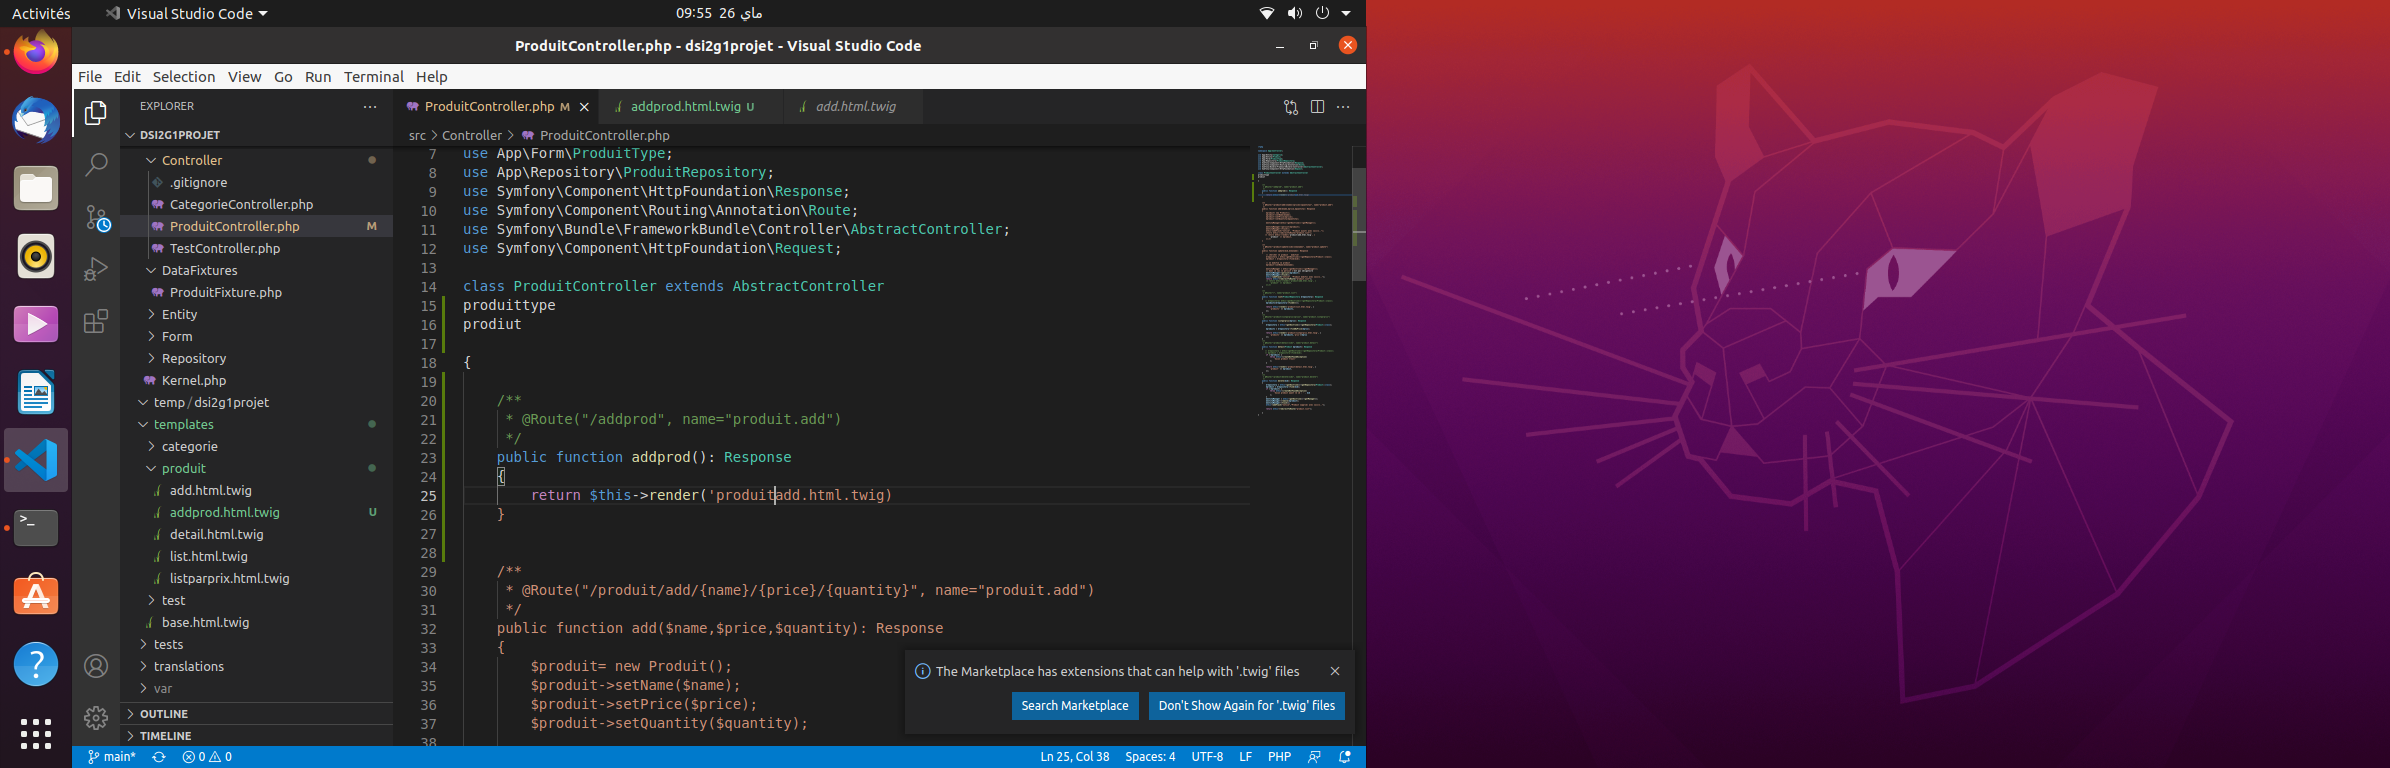 Activités
Visual Studio Code
09:55 26 ماي
ProduitController.php - dsi2g1projet - Visual Studio Code
File Edit Selection View Go Run Terminal Help
EXPLORER
DSI2G1PROJET
Controller
.gitignore
CategorieController.php
ProduitController.php M
TestController.php
DataFixtures
ProduitFixture.php
Entity
Form
Repository
Kernel.php
temp / dsi2g1projet
templates
categorie
produit
add.html.twig
addprod.html.twig U
detail.html.twig
list.html.twig
listparprix.html.twig
test
base.html.twig
tests
translations
var
OUTLINE
TIMELINE
ProduitController.php M
addprod.html.twig U
add.html.twig
src > Controller > ProduitController.php
7 use App\Form\ProduitType;
8 use App\Repository\ProduitRepository;
9 use Symfony\Component\HttpFoundation\Response;
10 use Symfony\Component\Routing\Annotation\Route;
11 use Symfony\Bundle\FrameworkBundle\Controller\AbstractController;
12 use Symfony\Component\HttpFoundation\Request;
13
14 class ProduitController extends AbstractController
15 produittype
16 prodiut
17
18 {
19
20 /**
21 * @Route("/addprod", name="produit.add")
22 */
23 public function addprod(): Response
24 {
25 return $this->render('produitadd.html.twig)
26 }
27
28
29 /**
30 * @Route("/produit/add/{name}/{price}/{quantity}", name="produit.add")
31 */
32 public function add($name,$price,$quantity): Response
33 {
34 $produit= new Produit();
35 $produit->setName($name);
36 $produit->setPrice($price);
37 $produit->setQuantity($quantity);
38
The Marketplace has extensions that can help with '.twig' files
Search Marketplace
Don't Show Again for '.twig' files
main*
0 0
Ln 25, Col 38
Spaces: 4
UTF-8
LF
PHP